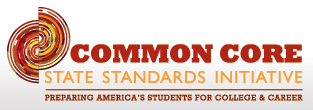 COMMON CORE
STATE STANDARDS INITIATIVE
PREPARING AMERICA'S STUDENTS FOR COLLEGE & CAREER